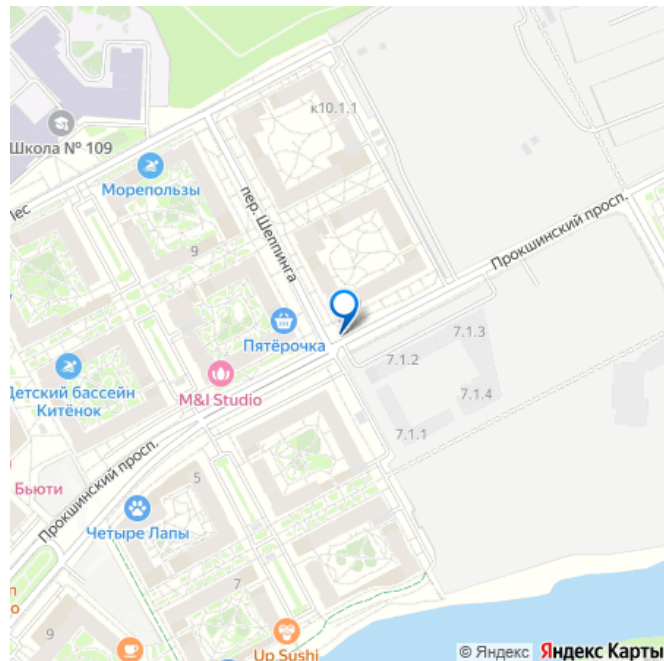 к10.1.1
Школа № 109
Морепользы
Лес
пер. Шеппинга
9
Прокшинский просп.
Пятёрочка
7.1.3
7.1.2
Детский бассейн
Китёнок
M&I Studio
7.1.4
7.1.1
Прокшинский просп.
Бьюти
5
Четыре Лапы
7
9
Up Sushi
© Яндекс Яндекс Карты